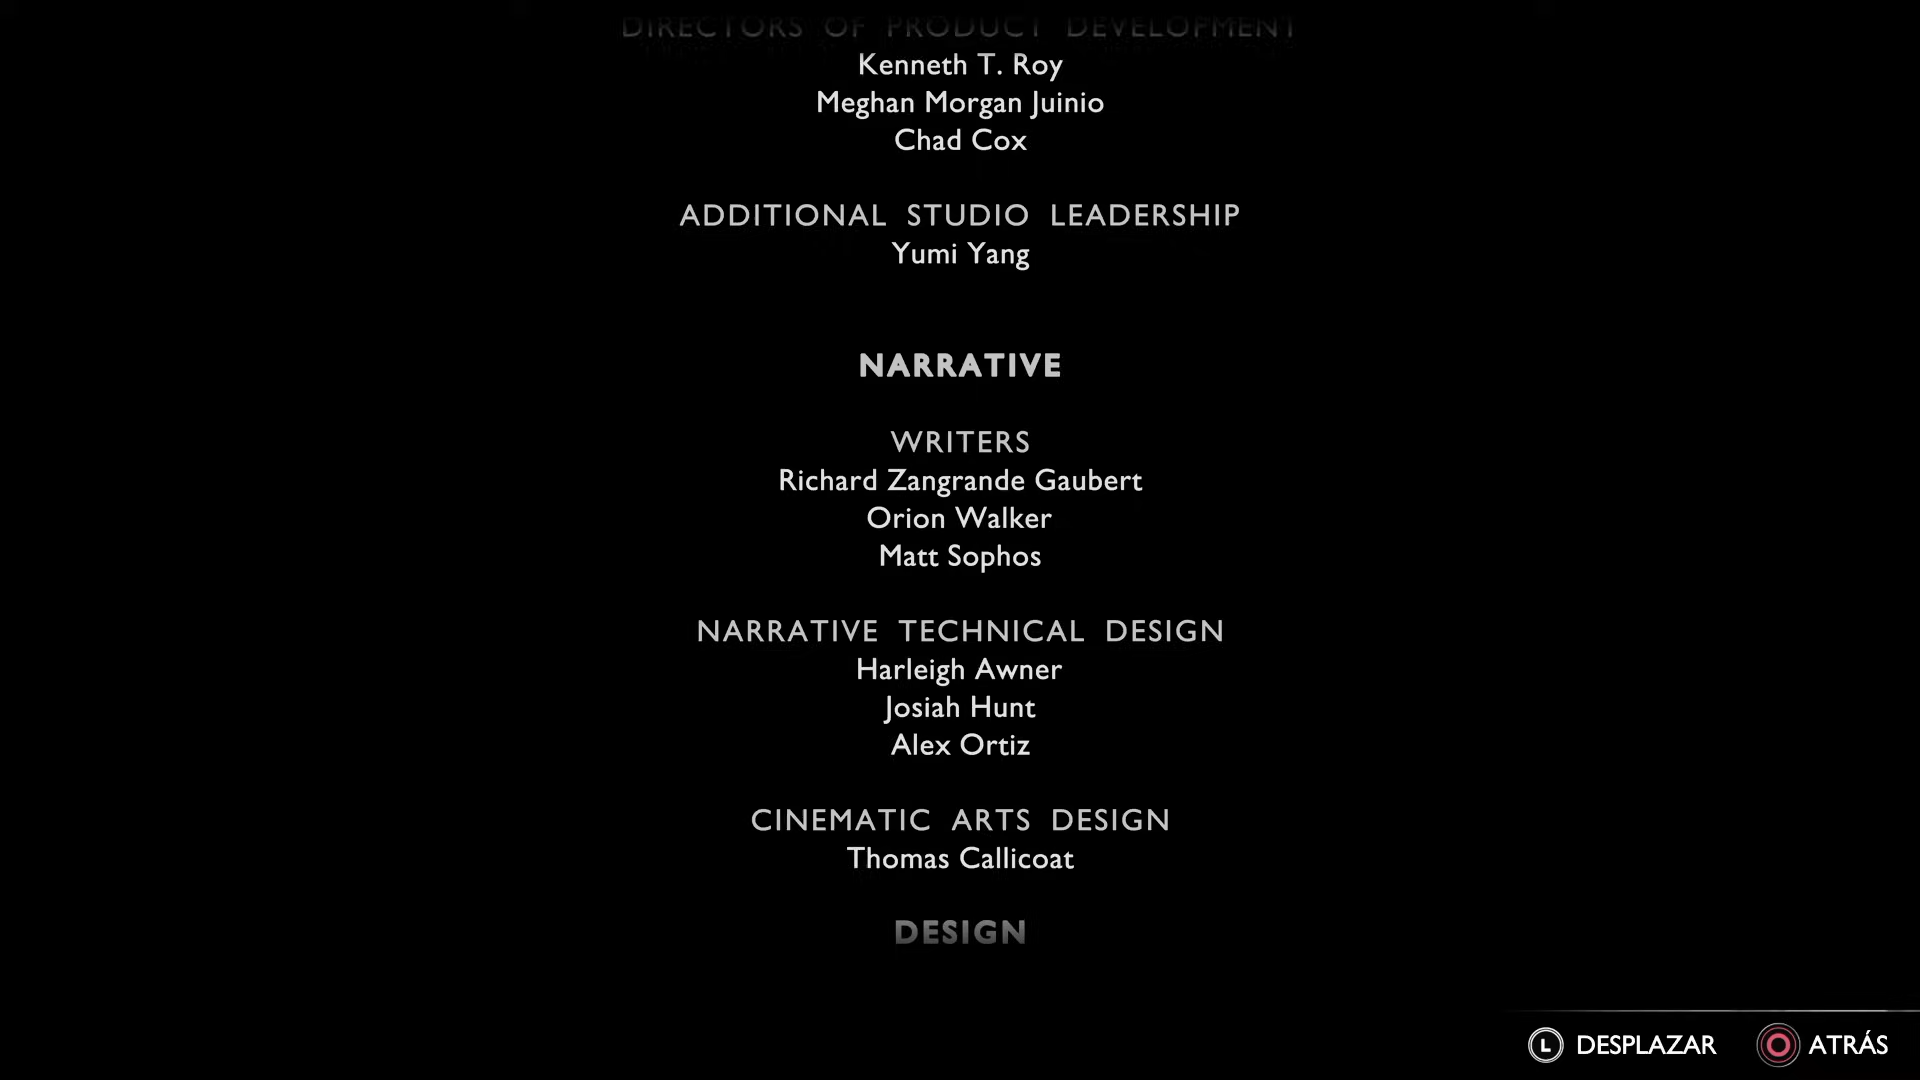 DIRECTORS OF PRODUCT DEVELOPMENT
Kenneth T. Roy
Meghan Morgan Juinio
Chad Cox
ADDITIONAL STUDIO LEADERSHIP
Yumi Yang
NARRATIVE
WRITERS
Richard Zangrande Gaubert
Orion Walker
Matt Sophos
NARRATIVE TECHNICAL DESIGN
Harleigh Awner
Josiah Hunt
Alex Ortiz
CINEMATIC ARTS DESIGN
Thomas Callicoat
DESIGN
L DESPLAZAR ATRÁS